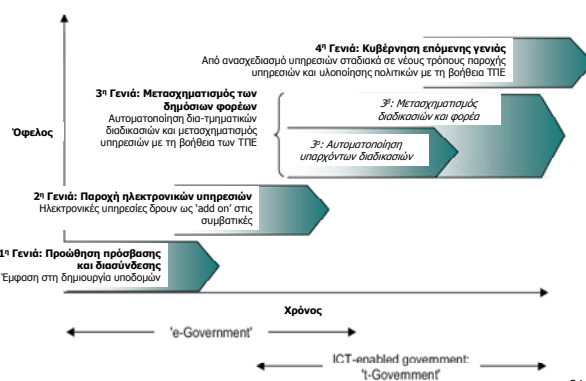 4η Γενιά: Κυβέρνηση επόμενης γενιάς
Από ανασχεδιασμό υπηρεσιών σταδιακά σε νέους τρόπους παροχής
υπηρεσιών και υλοποίησης πολιτικών με τη βοήθεια ΤΠΕ
3η Γενιά: Μετασχηματισμός των
δημόσιων φορέων
Αυτοματοποίηση δια-τμηματικών
διαδικασιών και μετασχηματισμός
υπηρεσιών με τη βοήθεια των ΤΠΕ
3β: Μετασχηματισμός
διαδικασιών και φορέα
3α: Αυτοματοποίηση
υπαρχόντων διαδικασιών
Όφελος
2η Γενιά: Παροχή ηλεκτρονικών υπηρεσιών
Ηλεκτρονικές υπηρεσίες δρουν ως 'add on' στις
συμβατικές
1η Γενιά: Προώθηση πρόσβασης
και διασύνδεσης
Έμφαση στη δημιουργία υποδομών
Χρόνος
'e-Government'
ICT-enabled government:
't-Government'